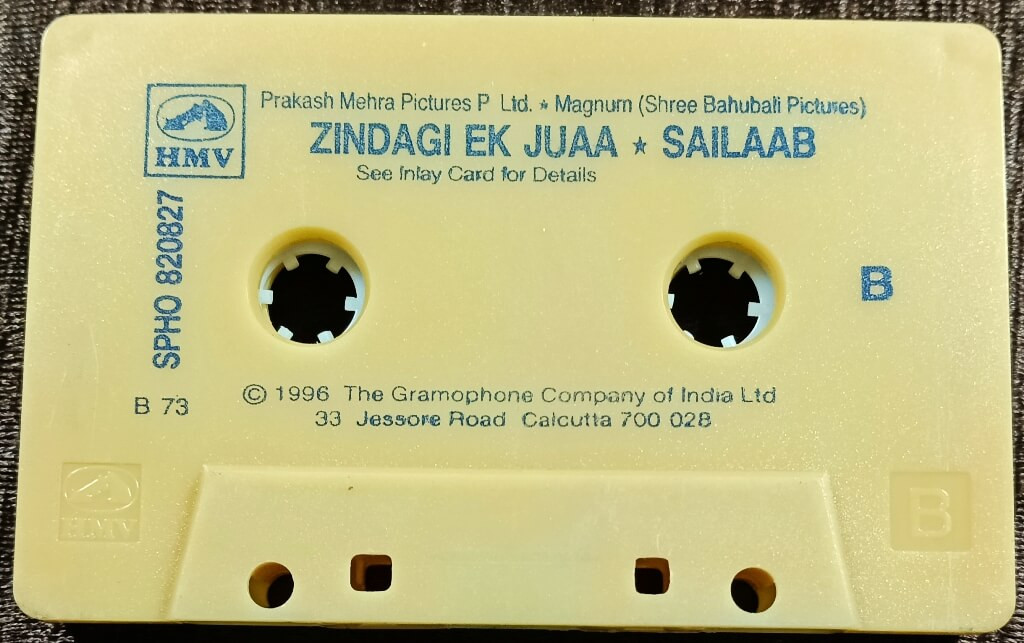 HMV
Prakash Mehra Pictures P Ltd. ★ Magnum (Shree Bahubali Pictures)
ZINDAGI EK JUAA ★ SAILAAB
See Inlay Card for Details
SPHO 820827
B
B 73
© 1996 The Gramophone Company of India Ltd
33 Jessore Road Calcutta 700 028
HMV
B